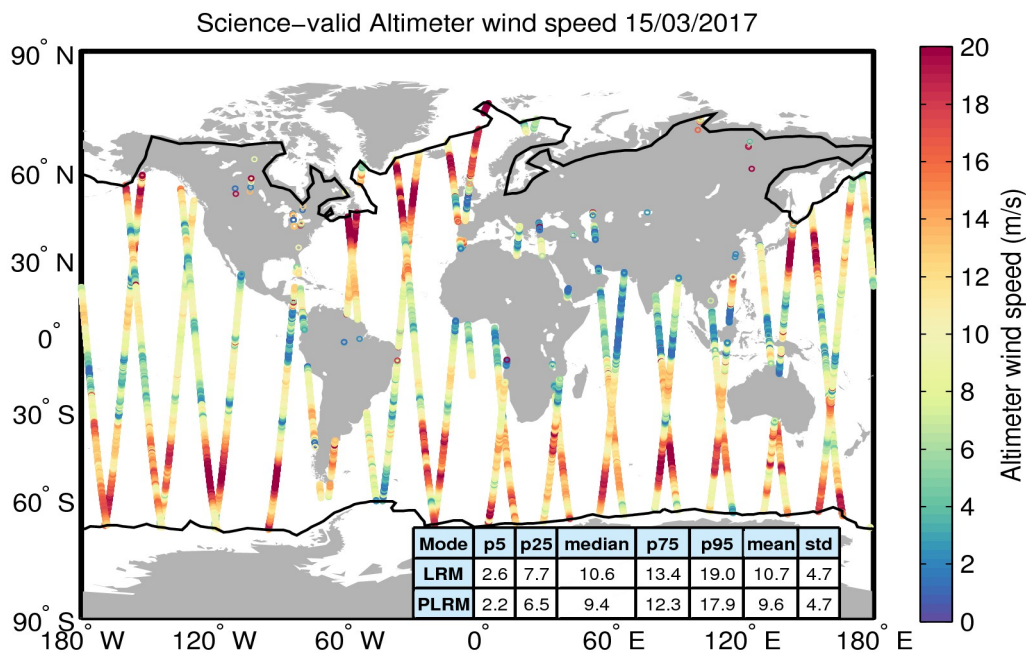 Science−valid Altimeter wind speed 15/03/2017
90° N
60° N
30° N
0°
30° S
60° S
90° S
180° W
120° W
60° W
0°
60° E
120° E
180° E
Mode p5 p25 median p75 p95 mean std
LRM 2.6 7.7 10.6 13.4 19.0 10.7 4.7
PLRM 2.2 6.5 9.4 12.3 17.9 9.6 4.7
20
18
16
14
12
10
8
6
4
2
0
Altimeter wind speed (m/s)